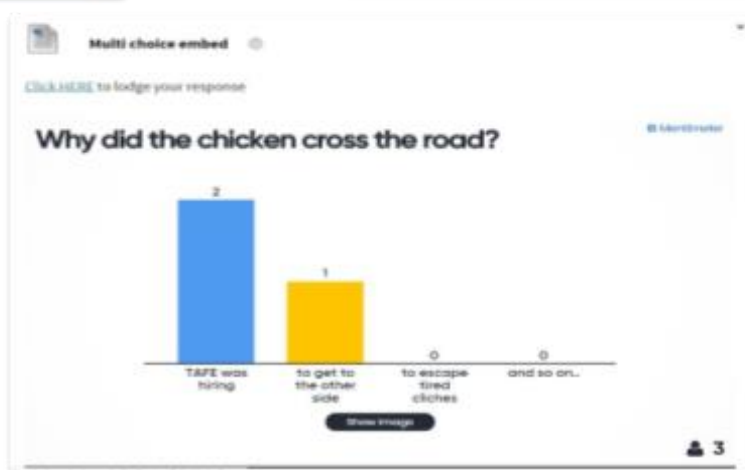 Multi choice embed
Click HERE to lodge your response
Why did the chicken cross the road?
Mentimeter
2
1
0
0
TAFE was
hiring
to get to
the other
side
to escape
tired
cliches
and so on..
Show image
3